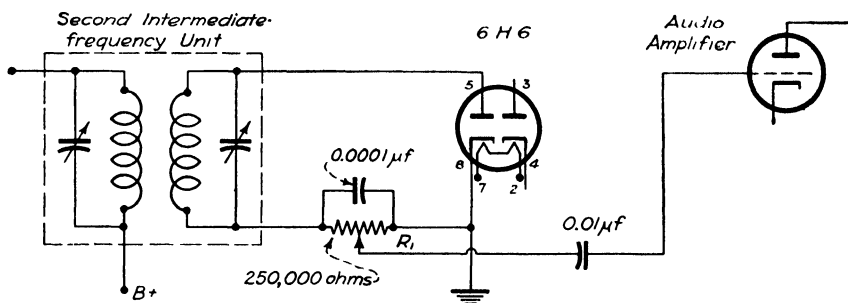 Second Intermediate-
frequency Unit
6 H 6
Audio
Amplifier
5
3
8
7
2
4
0.0001 μf
0.01 μf
R1
250,000 ohms
B+